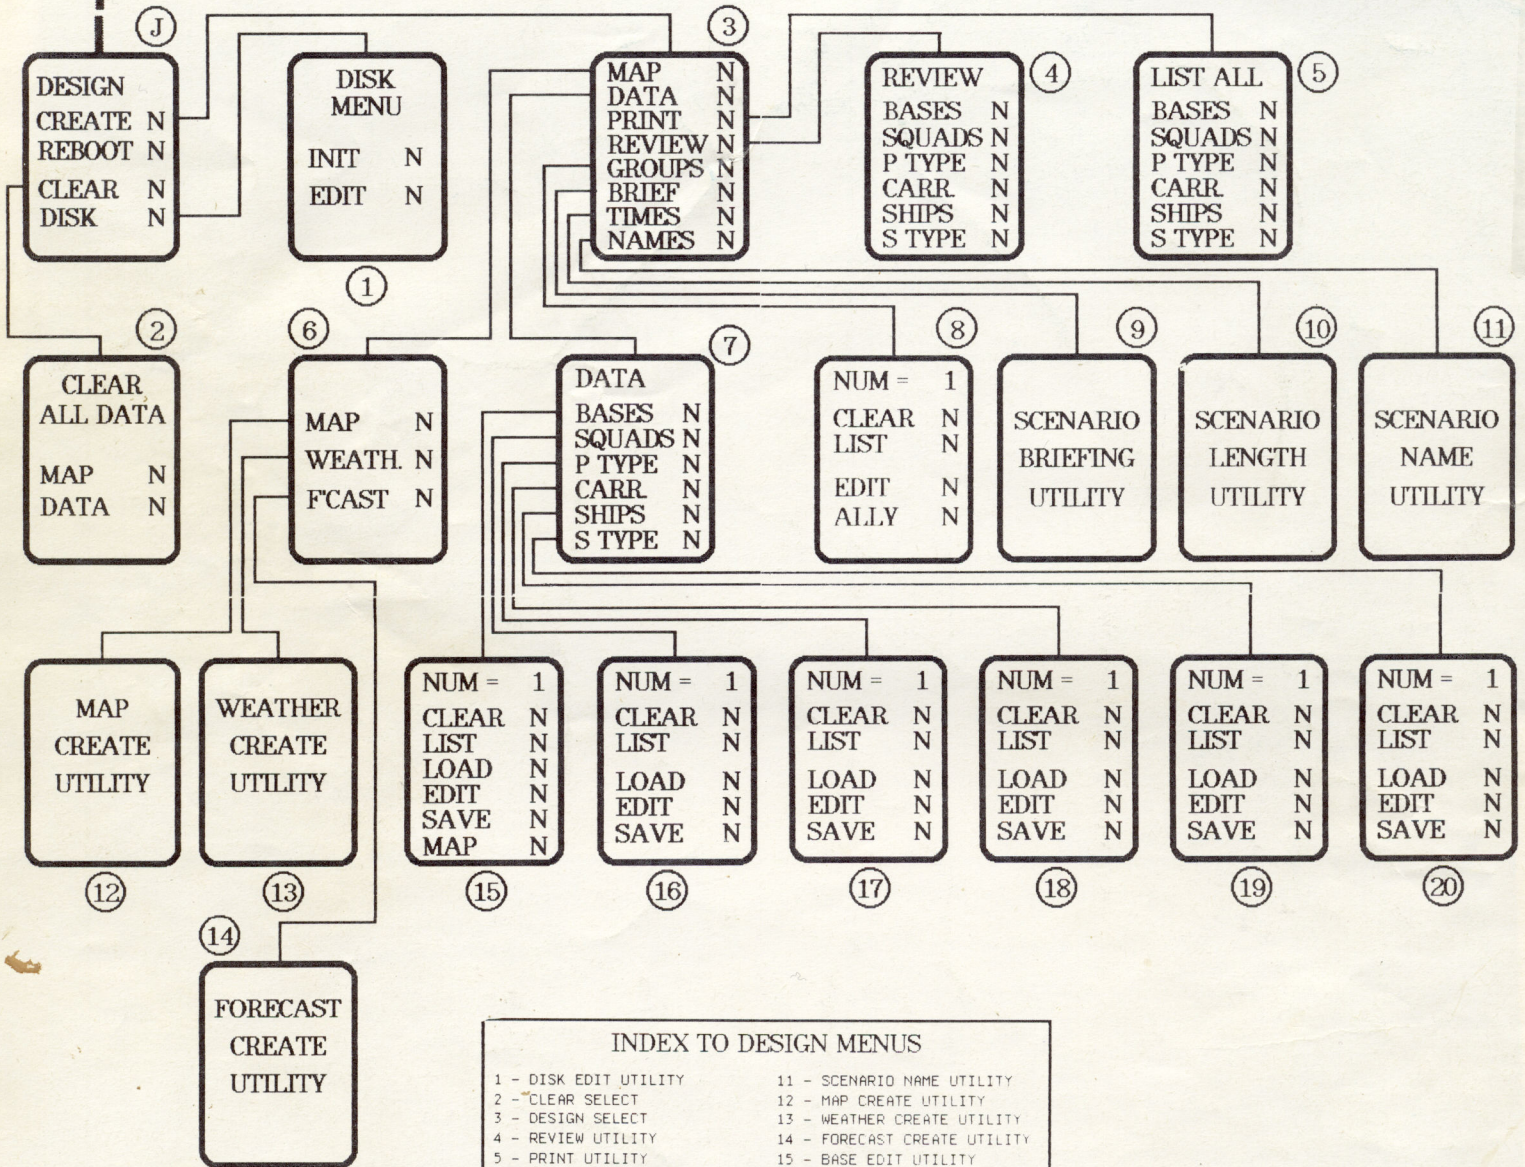 J
DESIGN
CREATE N
REBOOT N
CLEAR N
DISK N
DISK
MENU
INIT N
EDIT N
1
3
MAP N
DATA N
PRINT N
REVIEW N
GROUPS N
BRIEF N
TIMES N
NAMES N
4
REVIEW
BASES N
SQUADS N
P TYPE N
CARR. N
SHIPS N
S TYPE N
5
LIST ALL
BASES N
SQUADS N
P TYPE N
CARR. N
SHIPS N
S TYPE N
2
CLEAR
ALL DATA
MAP N
DATA N
6
MAP N
WEATH. N
F'CAST N
7
DATA
BASES N
SQUADS N
P TYPE N
CARR. N
SHIPS N
S TYPE N
8
NUM = 1
CLEAR N
LIST N
EDIT N
ALLY N
9
SCENARIO
BRIEFING
UTILITY
10
SCENARIO
LENGTH
UTILITY
11
SCENARIO
NAME
UTILITY
MAP
CREATE
UTILITY
12
WEATHER
CREATE
UTILITY
13
NUM = 1
CLEAR N
LIST N
LOAD N
EDIT N
SAVE N
MAP N
15
NUM = 1
CLEAR N
LIST N
LOAD N
EDIT N
SAVE N
16
NUM = 1
CLEAR N
LIST N
LOAD N
EDIT N
SAVE N
17
NUM = 1
CLEAR N
LIST N
LOAD N
EDIT N
SAVE N
18
NUM = 1
CLEAR N
LIST N
LOAD N
EDIT N
SAVE N
19
NUM = 1
CLEAR N
LIST N
LOAD N
EDIT N
SAVE N
20
14
FORECAST
CREATE
UTILITY
INDEX TO DESIGN MENUS
1 - DISK EDIT UTILITY
2 - CLEAR SELECT
3 - DESIGN SELECT
4 - REVIEW UTILITY
5 - PRINT UTILITY
11 - SCENARIO NAME UTILITY
12 - MAP CREATE UTILITY
13 - WEATHER CREATE UTILITY
14 - FORECAST CREATE UTILITY
15 - BASE EDIT UTILITY